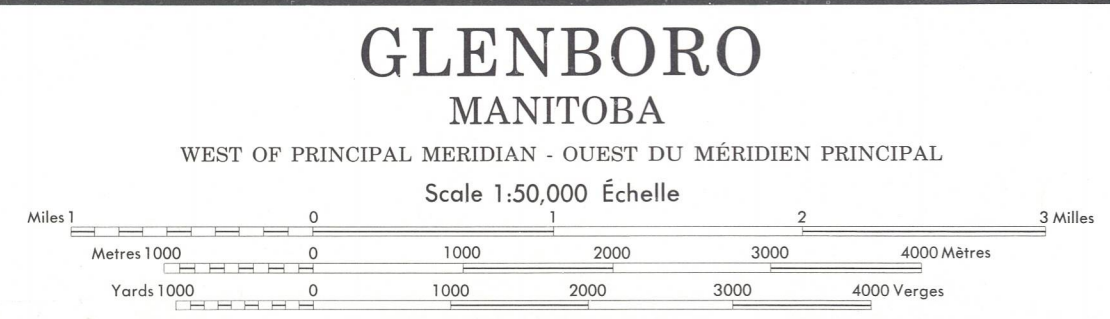 GLENBORO
MANITOBA
WEST OF PRINCIPAL MERIDIAN - OUEST DU MÉRIDIEN PRINCIPAL
Scale 1:50,000 Échelle
Miles 1 0 1 2 3 Milles
Metres 1000 0 1000 2000 3000 4000 Mètres
Yards 1000 0 1000 2000 3000 4000 Verges